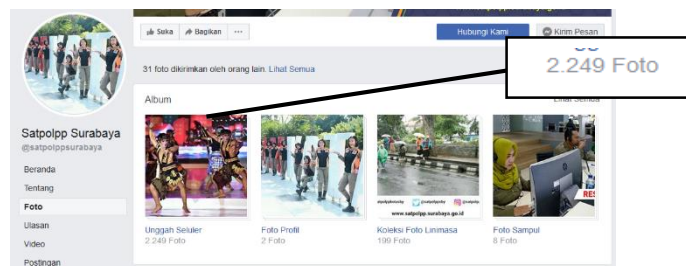 Suka
Bagikan
Hubungi Kami
Kirim Pesan
2.249 Foto
31 foto dikirimkan oleh orang lain. Lihat Semua
Album
Lihat Semua
Satpolpp Surabaya
@satpolppsurabaya
Beranda
Tentang
Foto
Ulasan
Video
Postingan
www.satpolpp.surabaya.go.id
RES
Unggah Seluler
2.249 Foto
Foto Profil
2 Foto
Koleksi Foto Linimasa
199 Foto
Foto Sampul
8 Foto